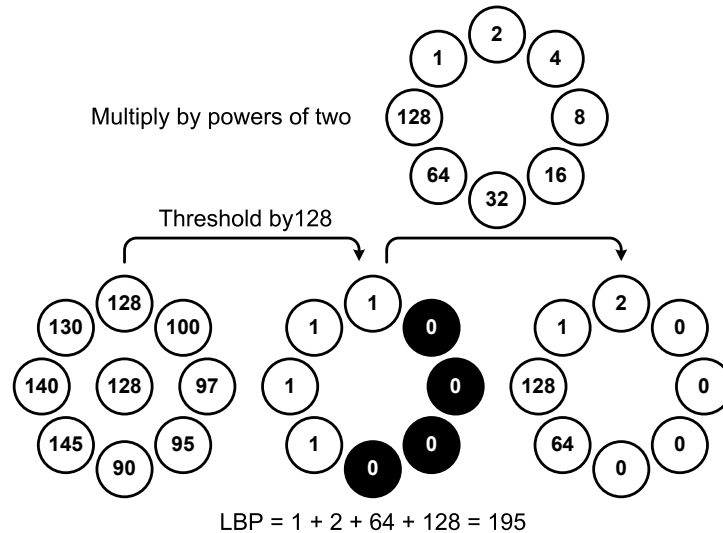 2
1 4
Multiply by powers of two 128 8
64 16
32
Threshold by128
128 1 2
130 100 1 0 1 0
140 128 97 1 0 128 0
145 95 1 0 64 0
90 0 0
LBP = 1 + 2 + 64 + 128 = 195